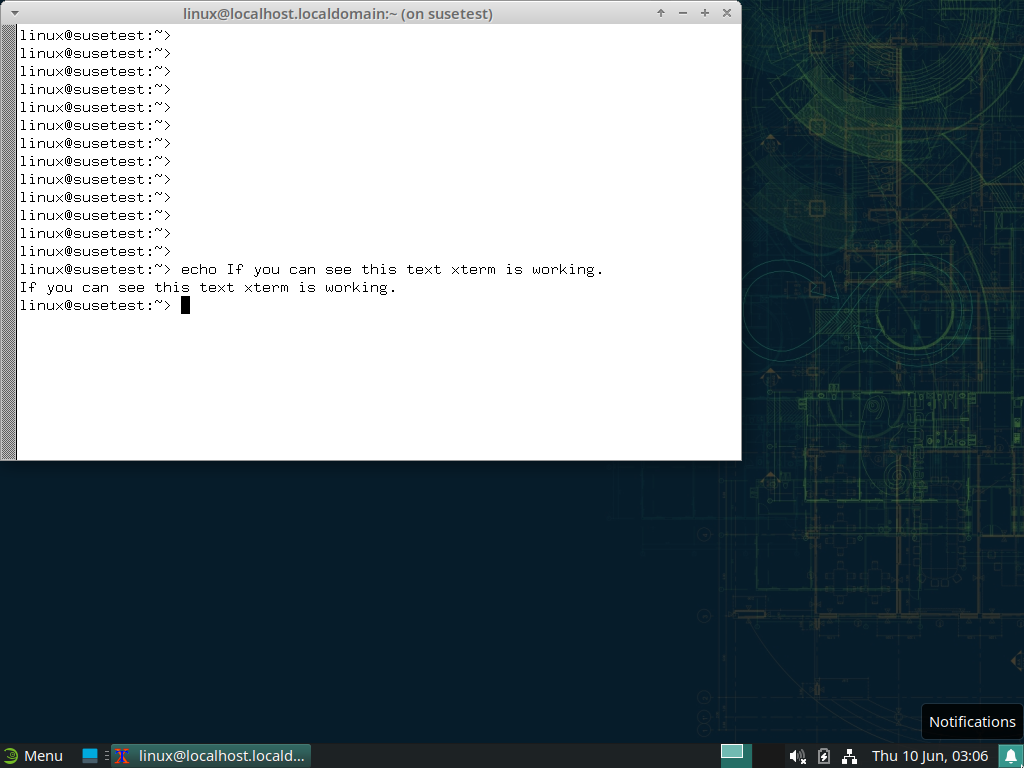 linux@localhost.localdomain:~ (on susetest)
linux@susetest:~>
linux@susetest:~>
linux@susetest:~>
linux@susetest:~>
linux@susetest:~>
linux@susetest:~>
linux@susetest:~>
linux@susetest:~>
linux@susetest:~>
linux@susetest:~>
linux@susetest:~>
linux@susetest:~>
linux@susetest:~>
linux@susetest:~> echo If you can see this text xterm is working.
If you can see this text xterm is working.
linux@susetest:~>
Notifications
Menu
linux@localhost.locald...
Thu 10 Jun, 03:06